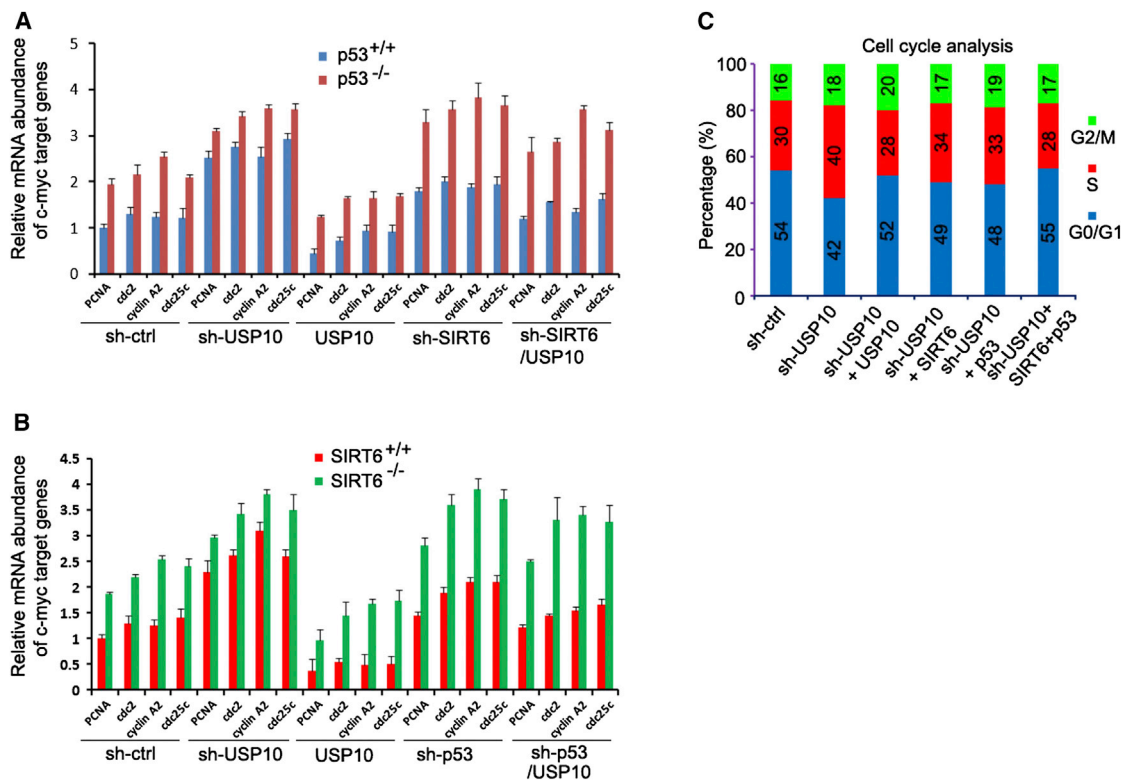 A
Relative mRNA abundance
of c-myc target genes
5
4
3
2
1
0
p53 +/+
p53 -/-
PCNA
cdc2
cyclin A2
cdc25c
PCNA
cdc2
cyclin A2
cdc25c
PCNA
cdc2
cyclin A2
cdc25c
PCNA
cdc2
cyclin A2
cdc25c
PCNA
cdc2
cyclin A2
cdc25c
sh-ctrl
sh-USP10
USP10
sh-SIRT6
sh-SIRT6
/USP10
C
Cell cycle analysis
Percentage (%)
100
80
60
40
20
0
16
18
20
17
19
17
30
40
28
34
33
28
54
42
52
49
48
55
G2/M
S
G0/G1
sh-ctrl
sh-USP10
sh-USP10
+ USP10
sh-USP10
+ SIRT6
sh-USP10
+ p53
sh-USP10+
SIRT6+p53
B
Relative mRNA abundance
of c-myc target genes
4.5
4
3.5
3
2.5
2
1.5
1
0.5
0
SIRT6 +/+
SIRT6 -/-
PCNA
cdc2
cyclin A2
cdc25c
PCNA
cdc2
cyclin A2
cdc25c
PCNA
cdc2
cyclin A2
cdc25c
PCNA
cdc2
cyclin A2
cdc25c
PCNA
cdc2
cyclin A2
cdc25c
sh-ctrl
sh-USP10
USP10
sh-p53
sh-p53
/USP10